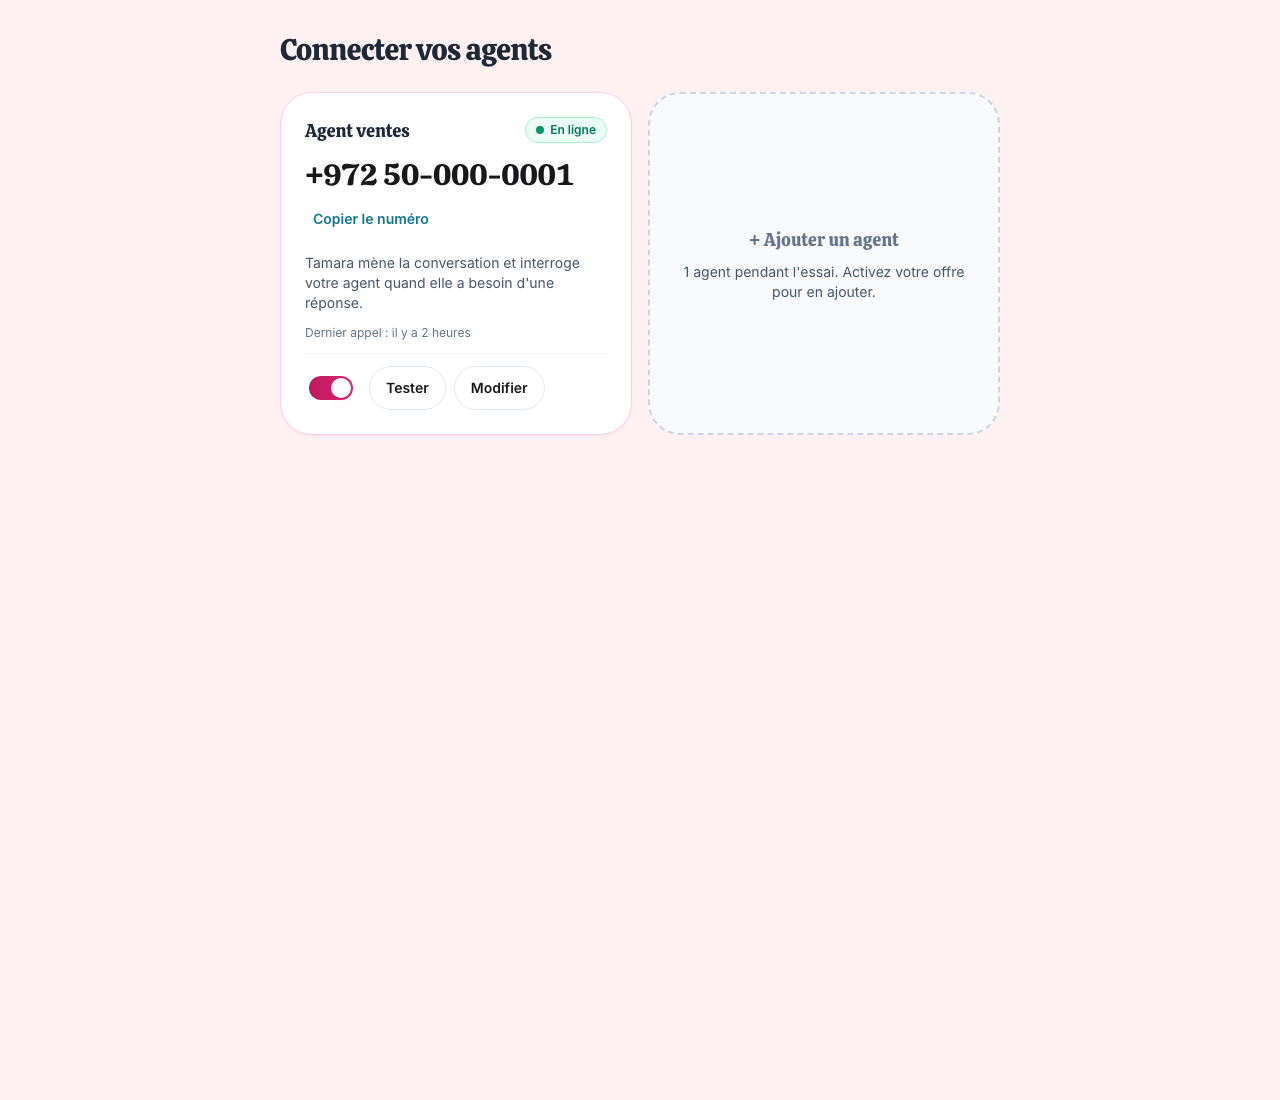 Connecter vos agents
Agent ventes
En ligne
+972 50-000-0001
Copier le numéro
Tamara mène la conversation et interroge
votre agent quand elle a besoin d'une
réponse.
Dernier appel : il y a 2 heures
Tester
Modifier
+ Ajouter un agent
1 agent pendant l'essai. Activez votre offre
pour en ajouter.